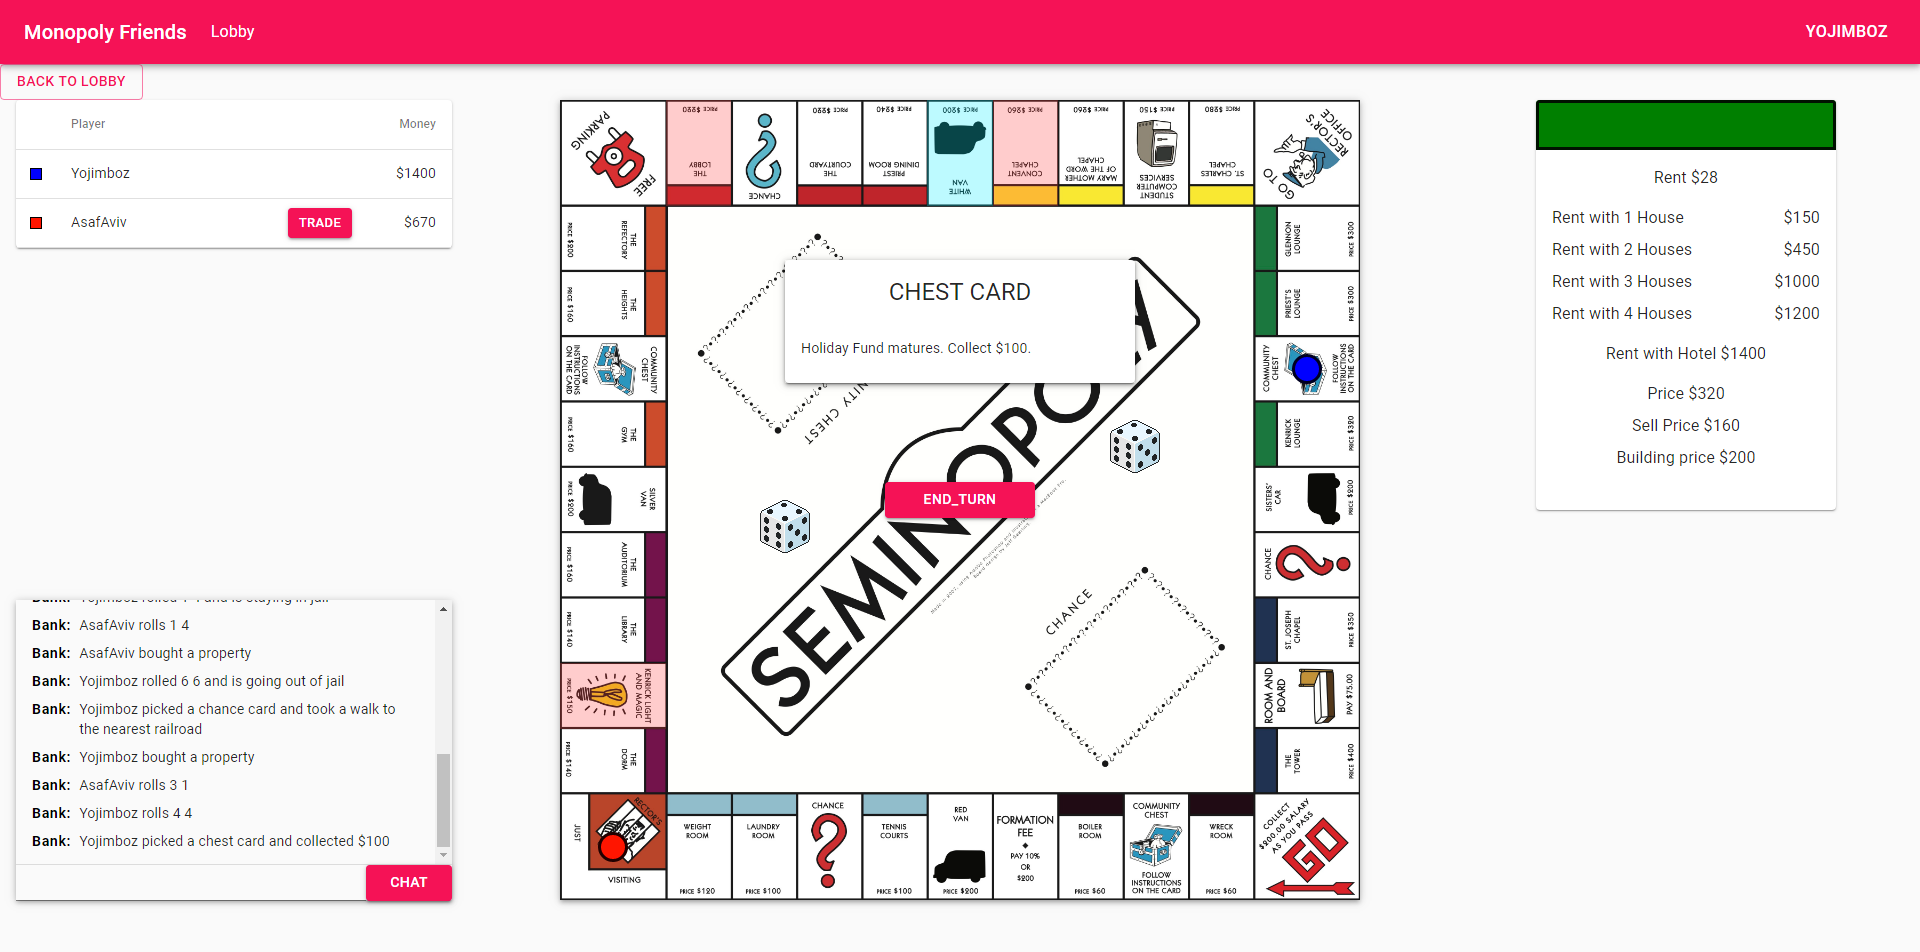 Monopoly Friends
Lobby
YOJIMBOZ
BACK TO LOBBY
Player Money
Yojimboz $1400
AsafAviv TRADE $670
Bank: Yojimboz rolled 1 4 and is staying in jail
Bank: AsafAviv rolls 1 4
Bank: AsafAviv bought a property
Bank: Yojimboz rolled 6 6 and is going out of jail
Bank: Yojimboz picked a chance card and took a walk to
the nearest railroad
Bank: Yojimboz bought a property
Bank: AsafAviv rolls 3 1
Bank: Yojimboz rolls 4 4
Bank: Yojimboz picked a chest card and collected $100
CHAT
FREE
PARKING
PRICE $220
THE
LOBBY
CHANCE
PRICE $220
THE
COURTYARD
PRICE $240
PRIEST
DINING ROOM
PRICE $200
WHITE
VAN
PRICE $260
CONVENT
CHAPEL
PRICE $260
MARY MOTHER
OF THE WORD
CHAPEL
PRICE $150
STUDENT
COMPUTER
SERVICES
PRICE $280
ST. CHARLES
CHAPEL
GO TO
RECTOR'S
OFFICE
THE
REFECTORY
PRICE $200
THE
HEIGHTS
PRICE $160
COMMUNITY
CHEST
FOLLOW
INSTRUCTIONS
ON THE CARD
THE
GYM
PRICE $160
SILVER
VAN
PRICE $200
THE
AUDITORIUM
PRICE $160
THE
LIBRARY
PRICE $140
KENRICK LIGHT
AND MAGIC
PRICE $150
THE
DORM
PRICE $140
CHEST CARD
Holiday Fund matures. Collect $100.
NITY CHEST
SEMINOPO
END_TURN
CHANCE
GLENNON
LOUNGE
PRICE $300
PRIEST'S
LOUNGE
PRICE $300
COMMUNITY
CHEST
FOLLOW
INSTRUCTIONS
ON THE CARD
KENRICK
LOUNGE
PRICE $320
SISTERS'
CAR
PRICE $200
CHANCE
ST. JOSEPH
CHAPEL
PRICE $350
ROOM AND
BOARD
PAY $75.00
THE
TOWER
PRICE $400
JUST
VISITING
RECTOR'S
WEIGHT
ROOM
PRICE $120
LAUNDRY
ROOM
PRICE $100
CHANCE
TENNIS
COURTS
PRICE $100
RED
VAN
PRICE $200
FORMATION
FEE
PAY 10%
OR
$200
BOILER
ROOM
PRICE $60
COMMUNITY
CHEST
FOLLOW
INSTRUCTIONS
ON THE CARD
WRECK
ROOM
PRICE $60
COLLECT
$200.00 SALARY
AS YOU PASS
GO
Rent $28
Rent with 1 House $150
Rent with 2 Houses $450
Rent with 3 Houses $1000
Rent with 4 Houses $1200
Rent with Hotel $1400
Price $320
Sell Price $160
Building price $200